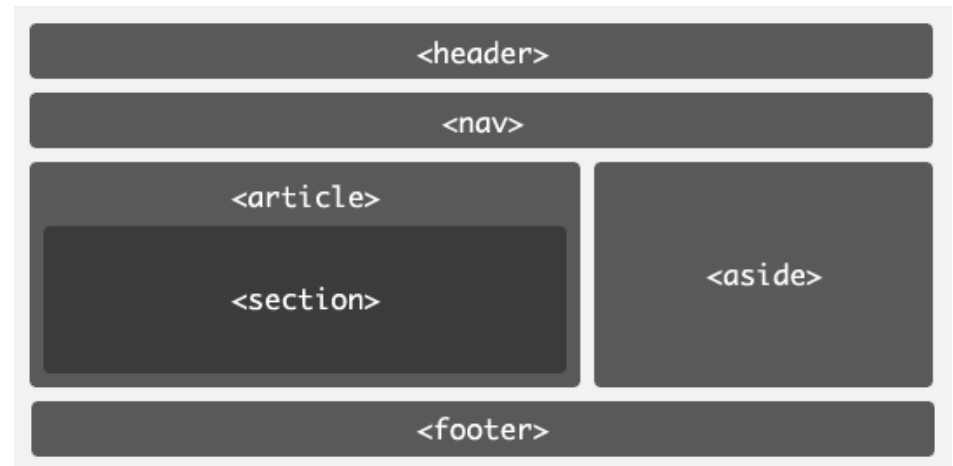 <header>
<nav>
<article>
<section>
<aside>
<footer>